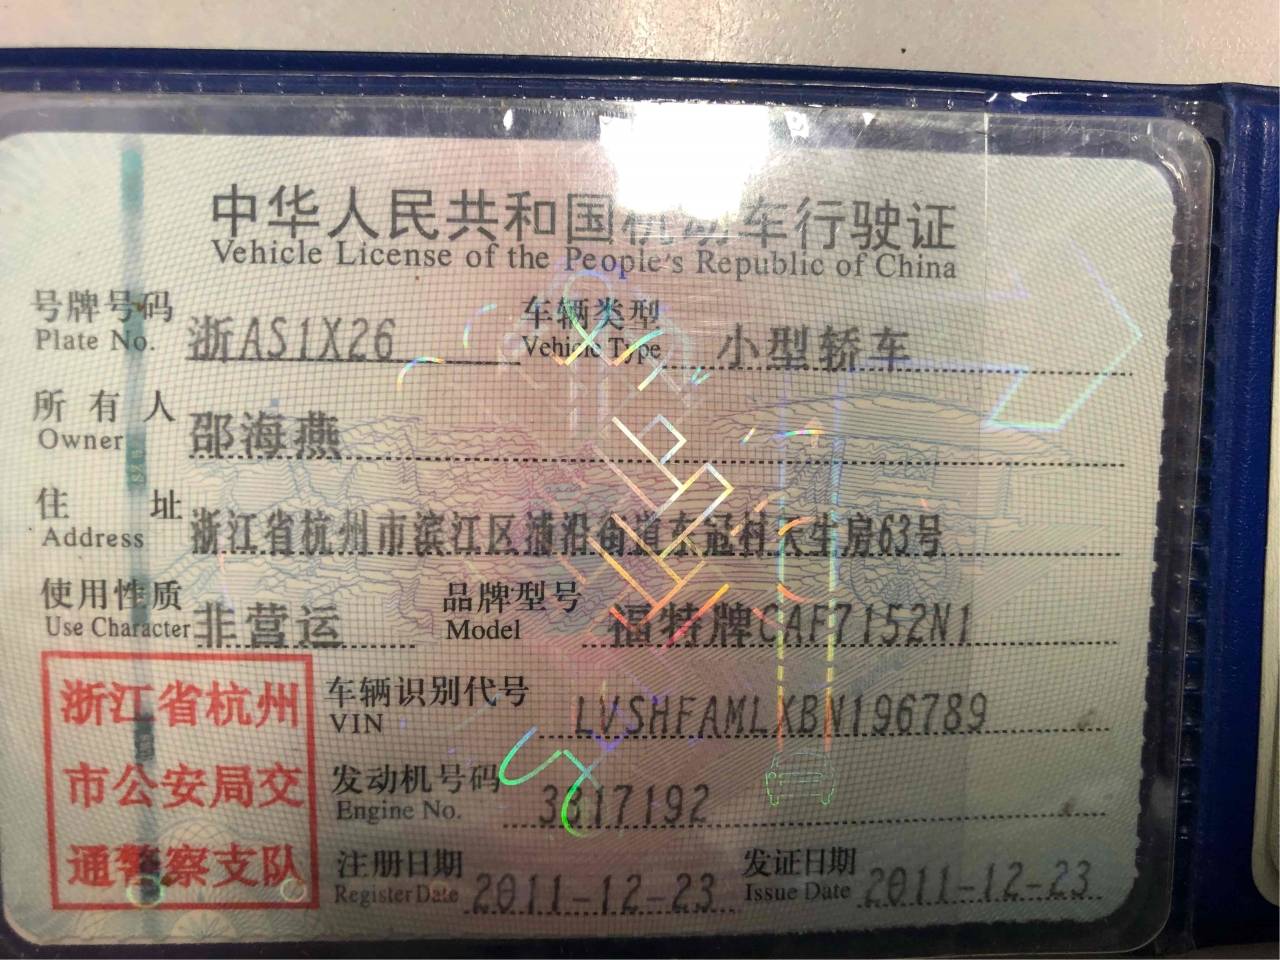 中华人民共和国机动车行驶证
Vehicle License of the People's Republic of China
号牌号码 浙AS1X26 车辆类型 小型轿车
Plate No. Vehicle Type
所有人 邵海燕
Owner
住址 浙江省杭州市滨江区浦沿街道东冠村天生房63号
Address
使用性质 非营运 品牌型号 福特牌CAF7152N1
Use Character Model
浙江省杭州
市公安局交
通警察支队
车辆识别代号 LVSHFAMLXBN196789
VIN
发动机号码 3817192
Engine No.
注册日期 2011-12-23 发证日期 2011-12-23
Register Date Issue Date